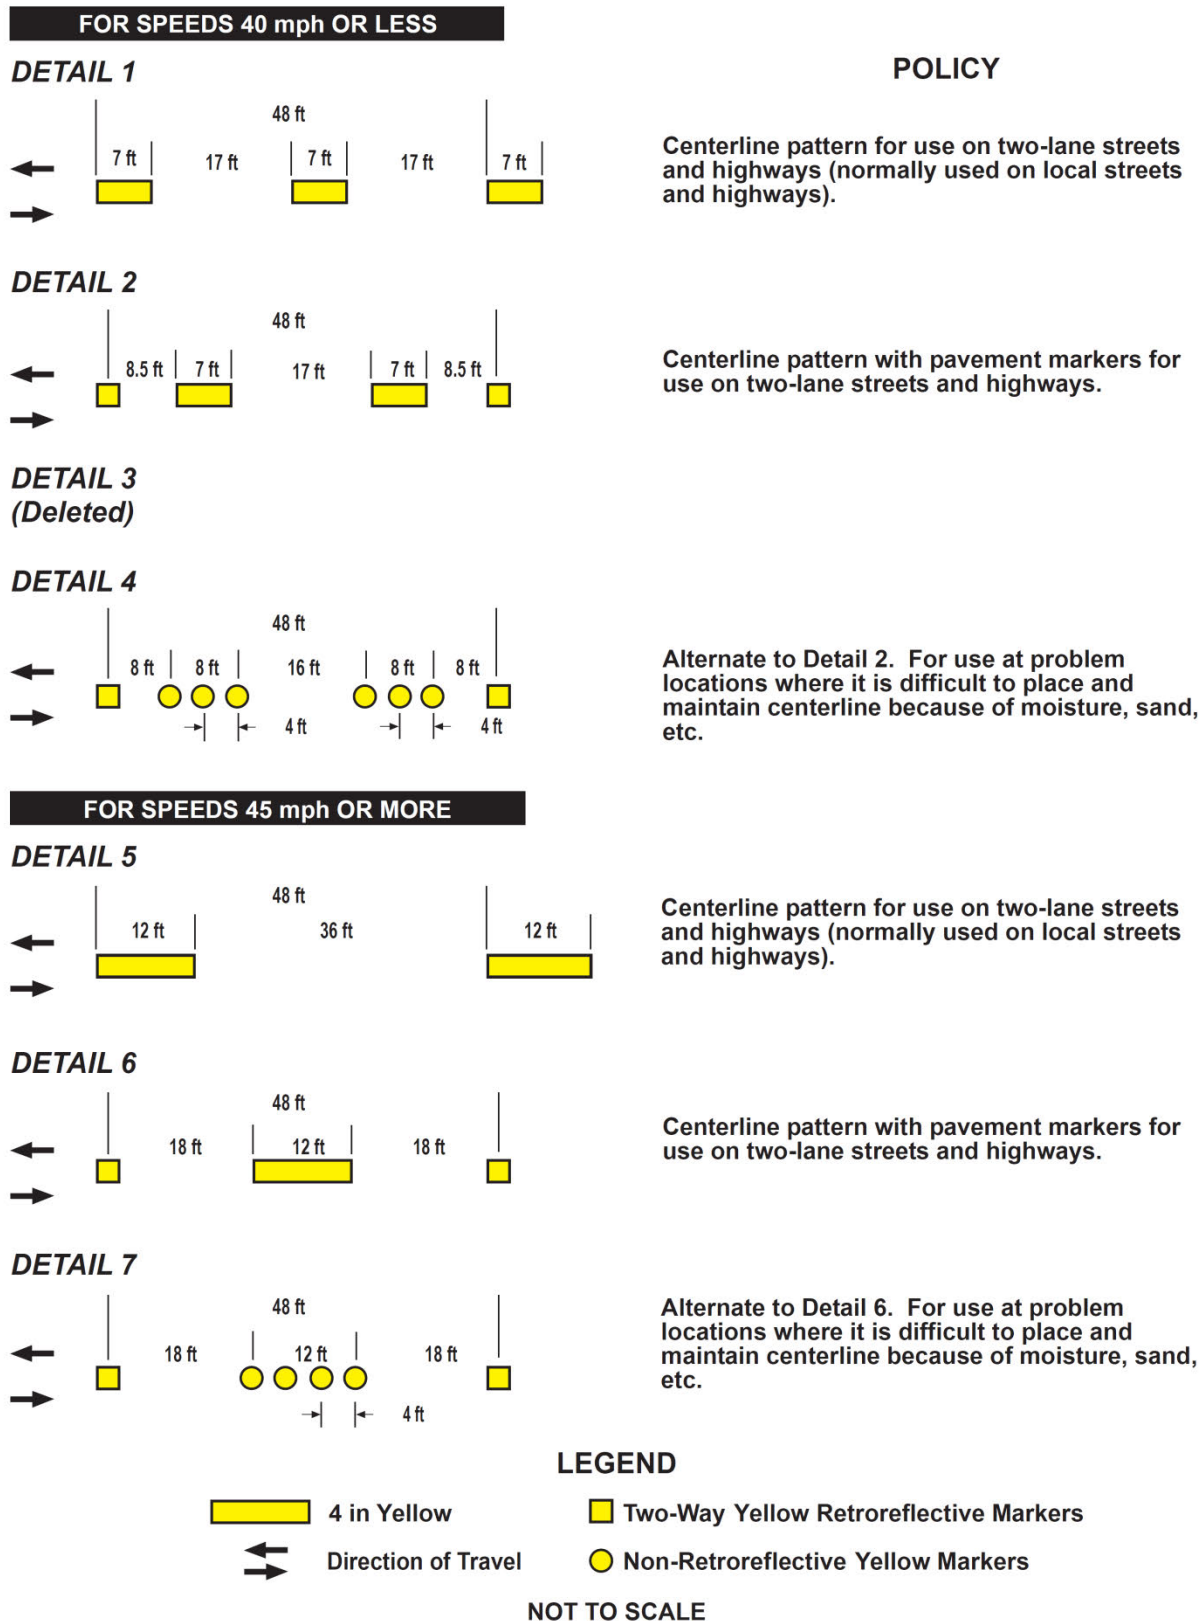 FOR SPEEDS 40 mph OR LESS
DETAIL 1
POLICY
48 ft
7 ft 17 ft 7 ft 17 ft 7 ft
Centerline pattern for use on two-lane streets
and highways (normally used on local streets
and highways).
DETAIL 2
48 ft
8.5 ft 7 ft 17 ft 7 ft 8.5 ft
Centerline pattern with pavement markers for
use on two-lane streets and highways.
DETAIL 3
(Deleted)
DETAIL 4
48 ft
8 ft 8 ft 16 ft 8 ft 8 ft
4 ft 4 ft
Alternate to Detail 2. For use at problem
locations where it is difficult to place and
maintain centerline because of moisture, sand,
etc.
FOR SPEEDS 45 mph OR MORE
DETAIL 5
48 ft
12 ft 36 ft 12 ft
Centerline pattern for use on two-lane streets
and highways (normally used on local streets
and highways).
DETAIL 6
48 ft
18 ft 12 ft 18 ft
Centerline pattern with pavement markers for
use on two-lane streets and highways.
DETAIL 7
48 ft
18 ft 12 ft 18 ft
4 ft
Alternate to Detail 6. For use at problem
locations where it is difficult to place and
maintain centerline because of moisture, sand,
etc.
LEGEND
4 in Yellow
Two-Way Yellow Retroreflective Markers
Direction of Travel
Non-Retroreflective Yellow Markers
NOT TO SCALE